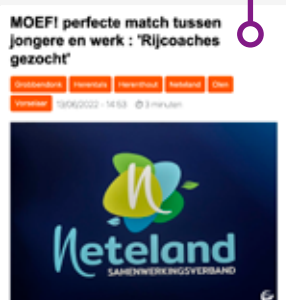 MOEF! perfecte match tussen
jongere en werk : 'Rijcoaches
gezocht'
Grobbendonk Herentals Herenthout Neteland Olen
Vorselaar 13/06/2022 - 14:53 3 minuten
Neteland
SAMENWERKINGSVERBAND